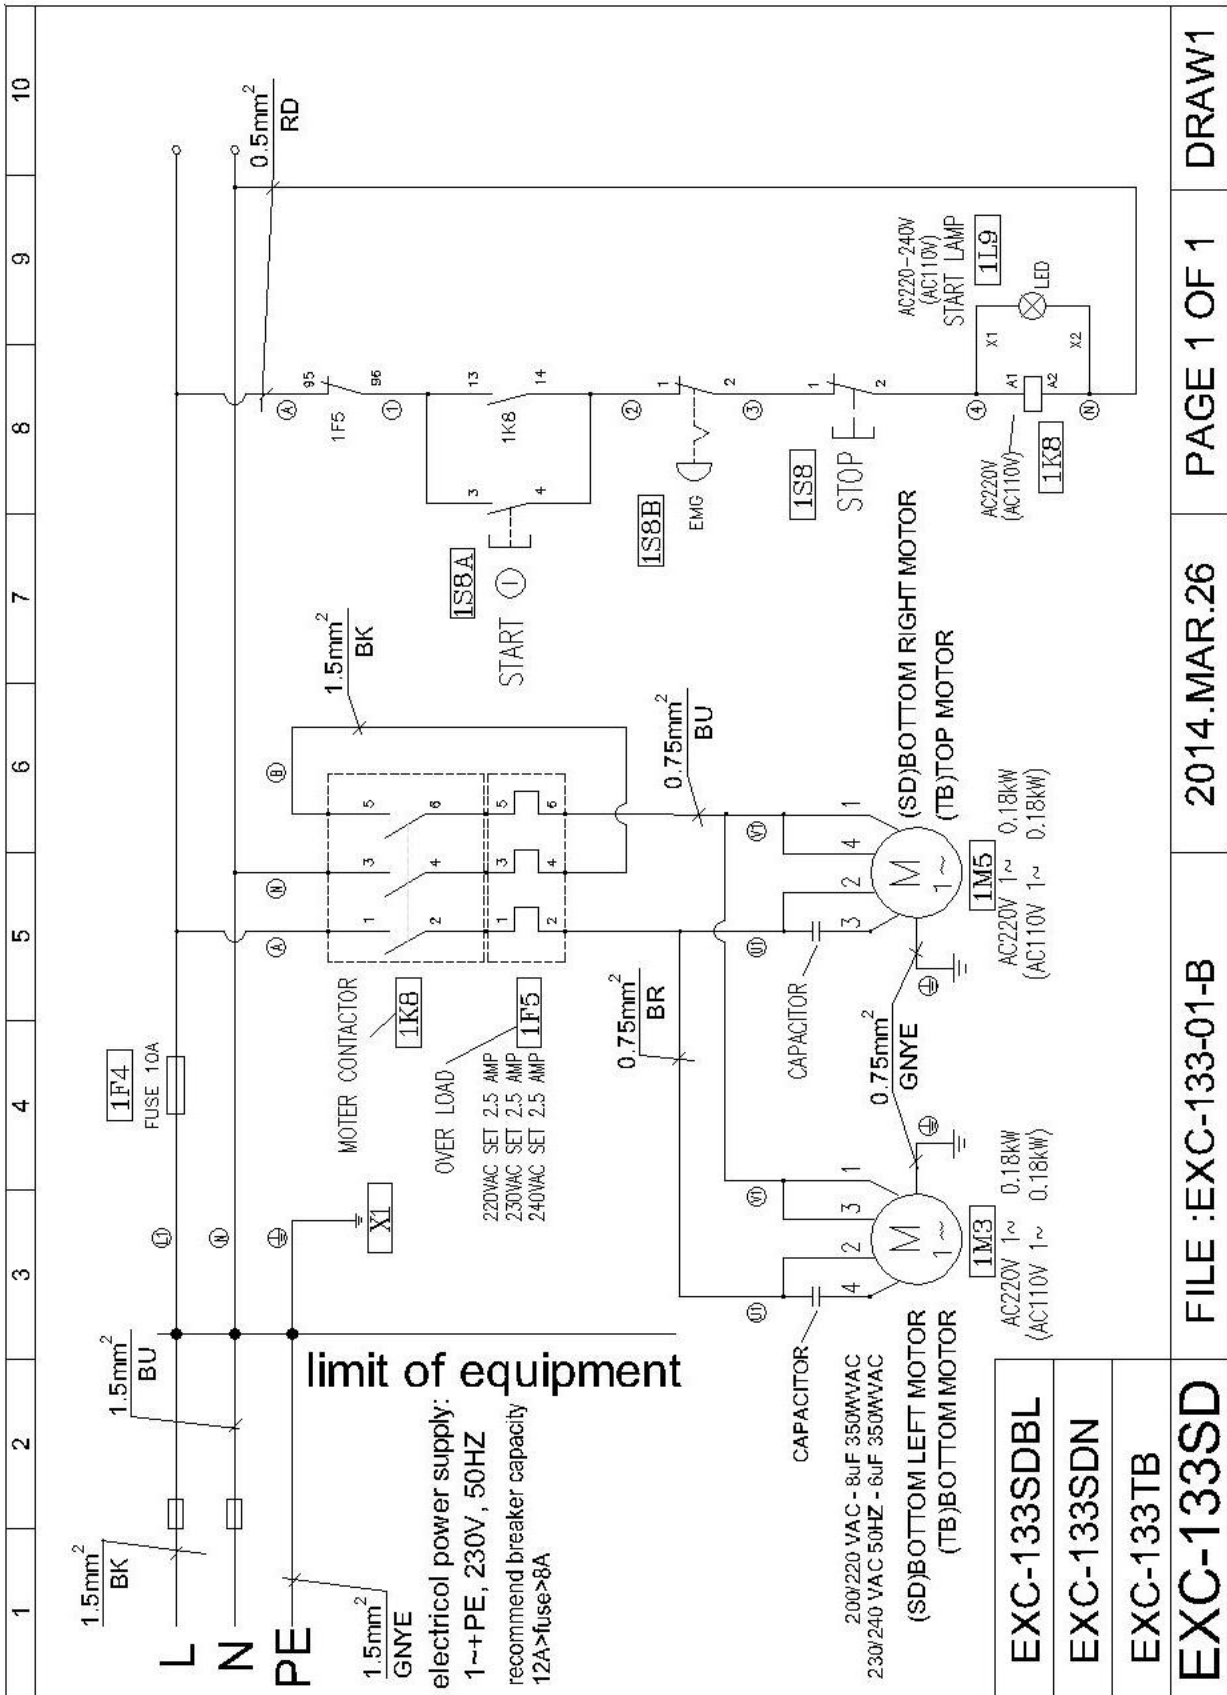 1 2 3 4 5 6 7 8 9 10
1.5mm²
BK
1.5mm²
BU
L
N
PE
1.5mm²
GNYE
L1
N
limit of equipment
electricol power supply:
1~+PE, 230V, 50HZ
recommend breaker capacity
12A>fuse>8A
X1
1F4
FUSE 10A
MOTER CONTACTOR
1K8
OVER LOAD
1F5
220VAC SET 2.5 AMP
230VAC SET 2.5 AMP
240VAC SET 2.5 AMP
A
N
B
1 3 5
2 4 6
1 3 5
2 4 6
1.5mm²
BK
0.75mm²
BR
0.75mm²
BU
U1
V1
U1
V1
CAPACITOR
4 2 3 1
M
1~
1M3
AC220V 1~ 0.18kW
(AC110V 1~ 0.18kW)
CAPACITOR
200/220 VAC - 8uF 350WVAC
230/240 VAC 50HZ - 6uF 350WVAC
(SD)BOTTOM LEFT MOTOR
(TB)BOTTOM MOTOR
0.75mm²
GNYE
3 2 4 1
M
1~
1M5
AC220V 1~ 0.18kW
(AC110V 1~ 0.18kW)
(SD)BOTTOM RIGHT MOTOR
(TB)TOP MOTOR
0.5mm²
RD
A
95
1F5
96
1
1S8A
START I
3
4
13
1K8
14
2
1S8B
EMG
1
2
3
1S8
STOP
1
2
4
A1
A2
N
AC220V
(AC110V)
1K8
X1
X2
LED
AC220-240V
(AC110V)
START LAMP
1L9
EXC-133SDBL
EXC-133SDN
EXC-133TB
EXC-133SD
FILE :EXC-133-01-B
2014.MAR.26
PAGE 1 OF 1
DRAW1